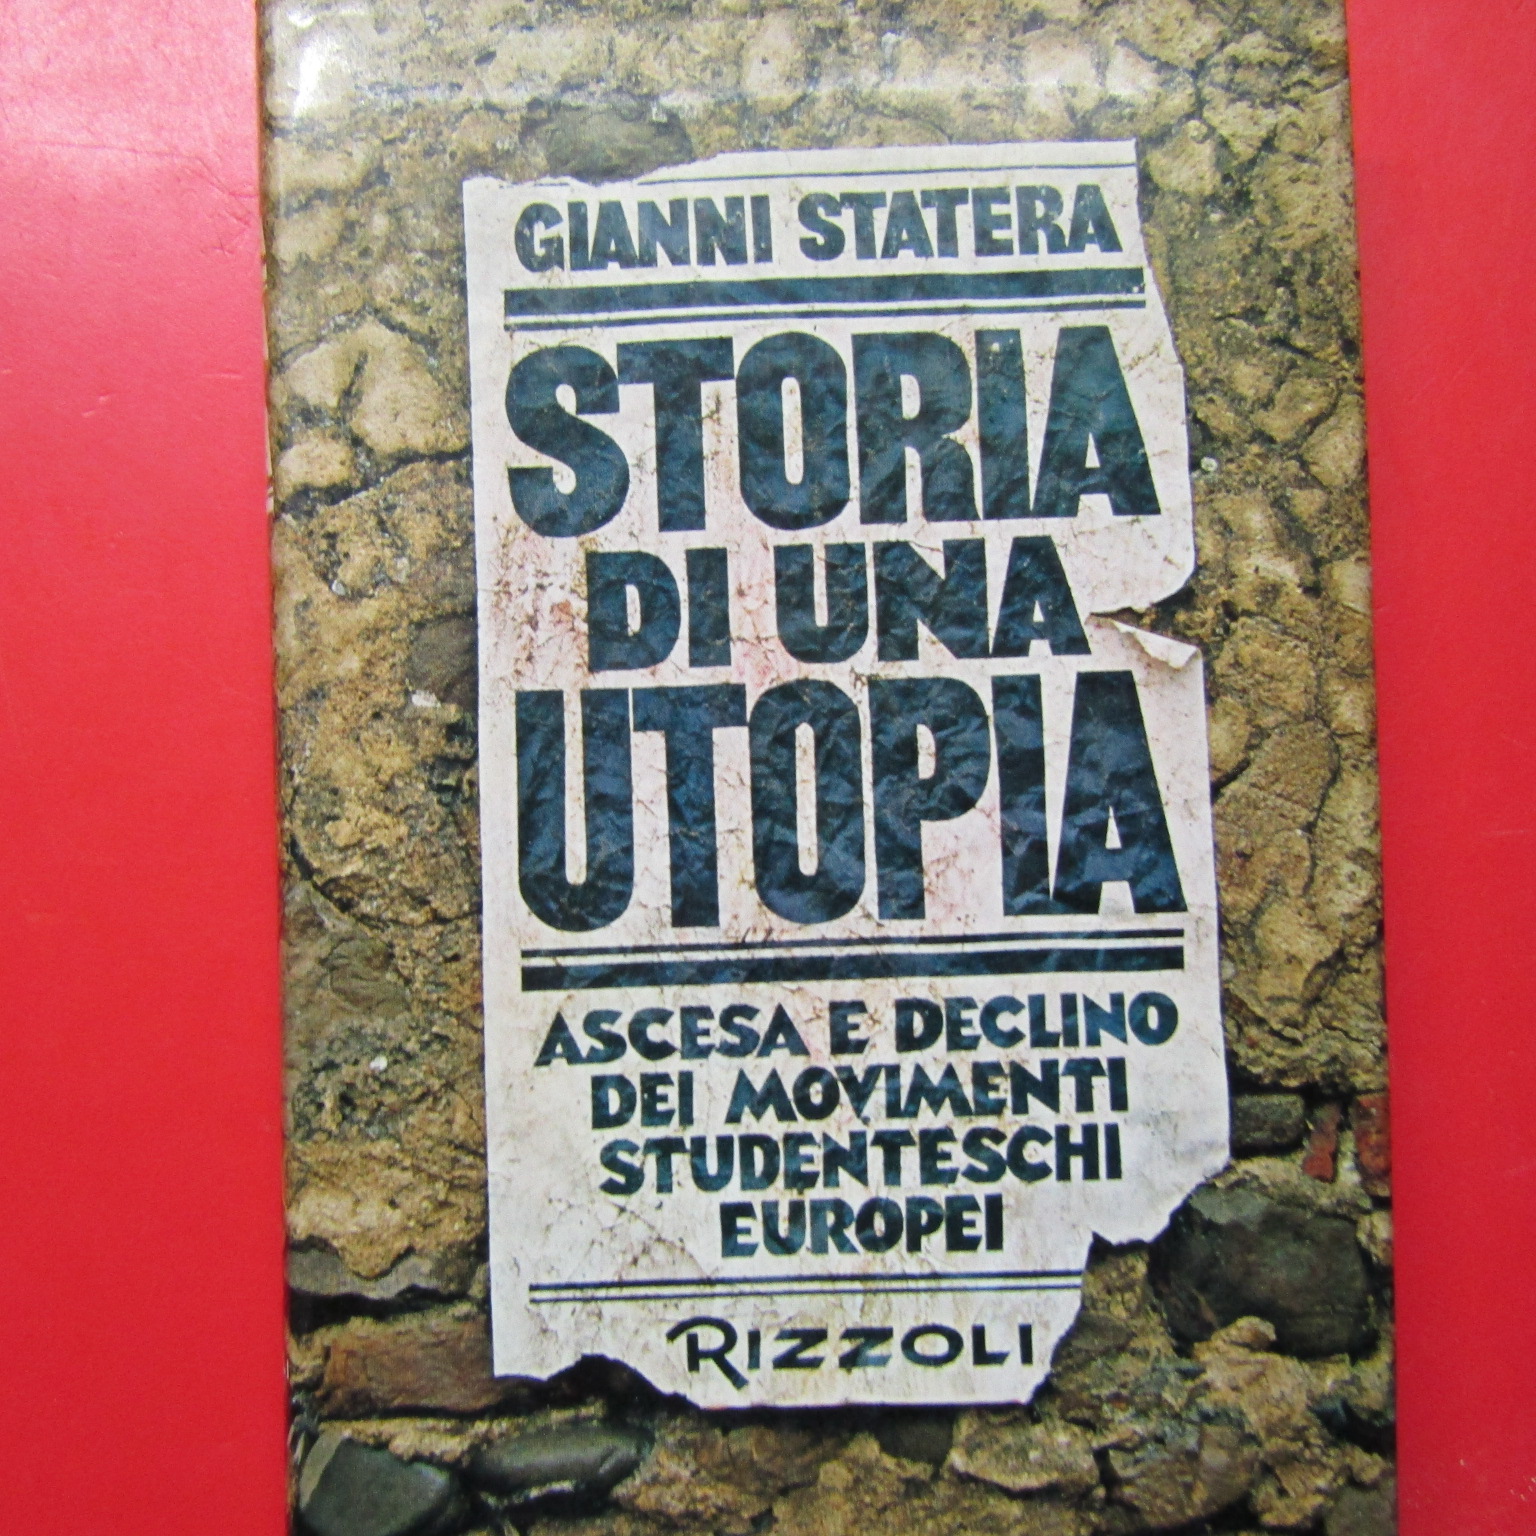 GIANNI STATERA
STORIA
DI UNA
UTOPIA
ASCESA E DECLINO
DEI MOVIMENTI
STUDENTESCHI
EUROPEI
RIZZOLI